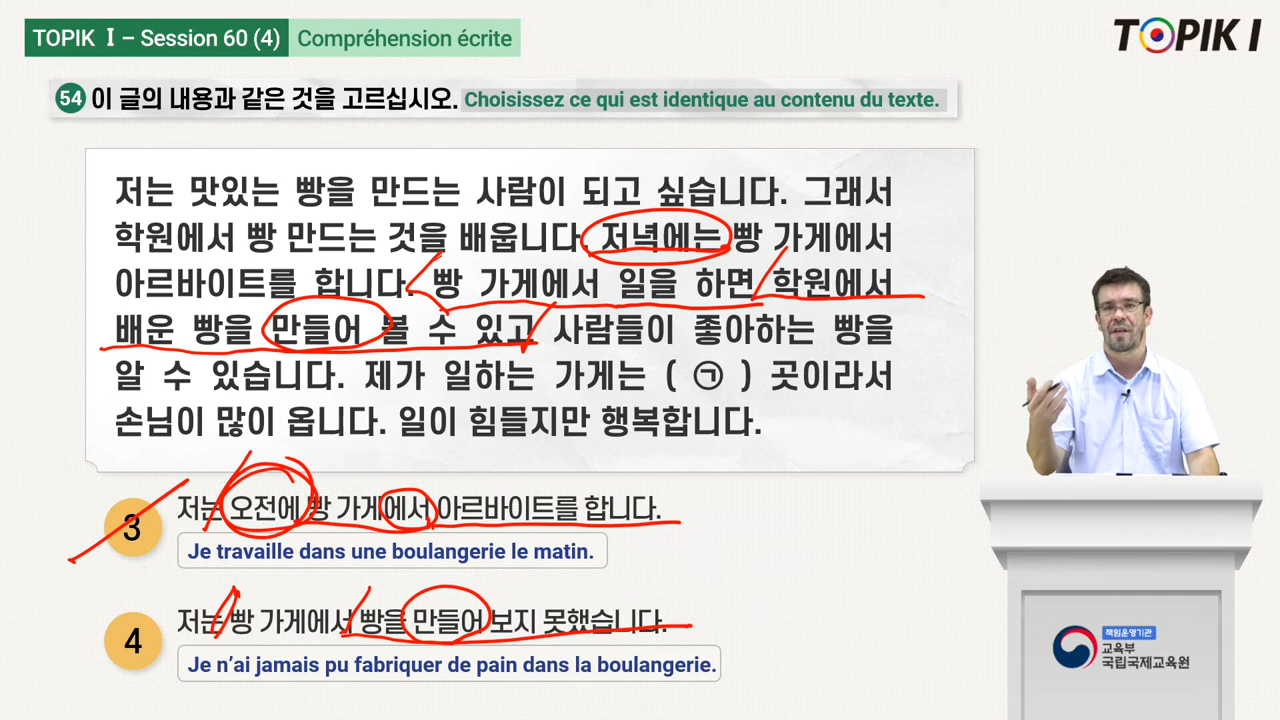 TOPIK I – Session 60 (4) Compréhension écrite
TOPIK I
54 이 글의 내용과 같은 것을 고르십시오. Choisissez ce qui est identique au contenu du texte.
저는 맛있는 빵을 만드는 사람이 되고 싶습니다. 그래서
학원에서 빵 만드는 것을 배웁니다. 저녁에는 빵 가게에서
아르바이트를 합니다. 빵 가게에서 일을 하면 학원에서
배운 빵을 만들어 볼 수 있고 사람들이 좋아하는 빵을
알 수 있습니다. 제가 일하는 가게는 ( ㉠ ) 곳이라서
손님이 많이 옵니다. 일이 힘들지만 행복합니다.
3 저는 오전에 빵 가게에서 아르바이트를 합니다.
Je travaille dans une boulangerie le matin.
4 저는 빵 가게에서 빵을 만들어 보지 못했습니다.
Je n'ai jamais pu fabriquer de pain dans la boulangerie.
책임운영기관
교육부
국립국제교육원